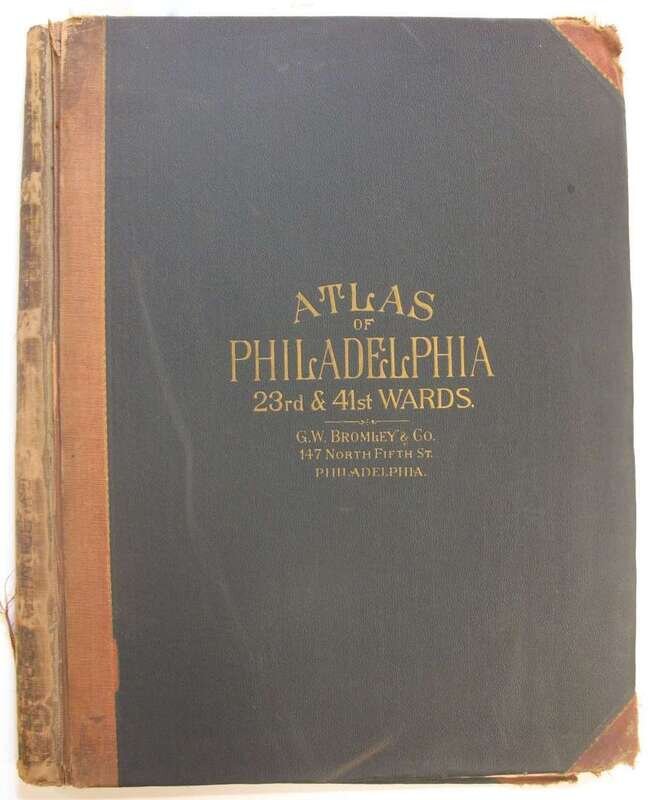 ATLAS
OF
PHILADELPHIA
23rd & 41st WARDS.
G.W. BROMLEY & CO.
147 NORTH FIFTH ST.
PHILADELPHIA.